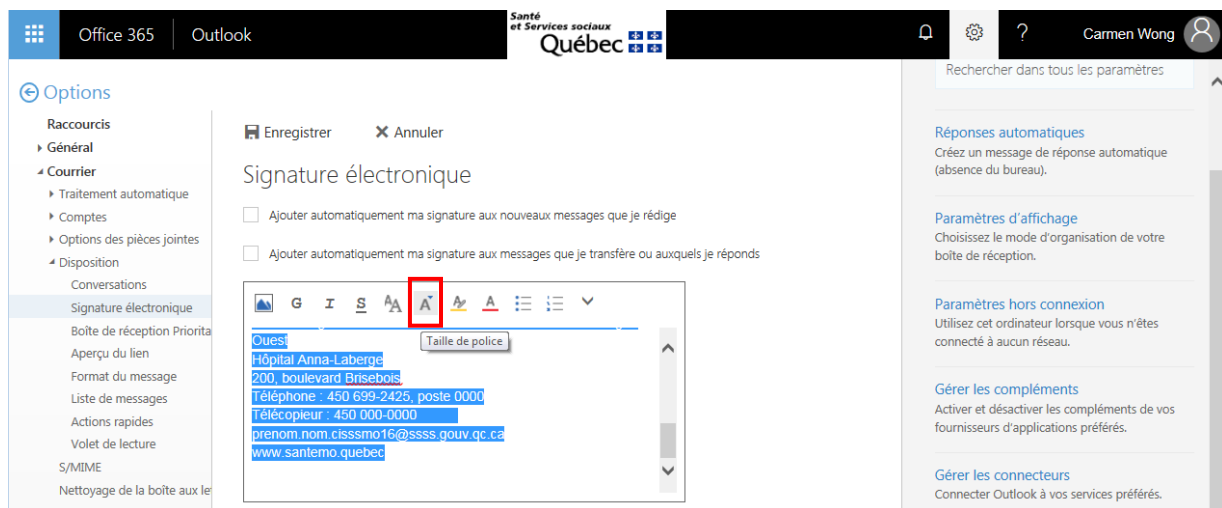 Office 365
Outlook
Santé
et Services sociaux
Québec
?
Carmen Wong
Options
Raccourcis
Général
Courrier
Traitement automatique
Comptes
Options des pièces jointes
Disposition
Conversations
Signature électronique
Boîte de réception Priorita
Aperçu du lien
Format du message
Liste de messages
Actions rapides
Volet de lecture
S/MIME
Nettoyage de la boîte aux le
Enregistrer
Annuler
Signature électronique
Ajouter automatiquement ma signature aux nouveaux messages que je rédige
Ajouter automatiquement ma signature aux messages que je transfère ou auxquels je réponds
G I S AA A A
Taille de police
Ouest
Hôpital Anna-Laberge
200, boulevard Brisebois,
Téléphone : 450 699-2425, poste 0000
Télécopieur : 450 000-0000
prenom.nom.cisssmo16@ssss.gouv.qc.ca
www.santemo.quebec
Rechercher dans tous les paramètres
Réponses automatiques
Créez un message de réponse automatique
(absence du bureau).
Paramètres d'affichage
Choisissez le mode d'organisation de votre
boîte de réception.
Paramètres hors connexion
Utilisez cet ordinateur lorsque vous n'êtes
connecté à aucun réseau.
Gérer les compléments
Activer et désactiver les compléments de vos
fournisseurs d'applications préférés.
Gérer les connecteurs
Connecter Outlook à vos services préférés.